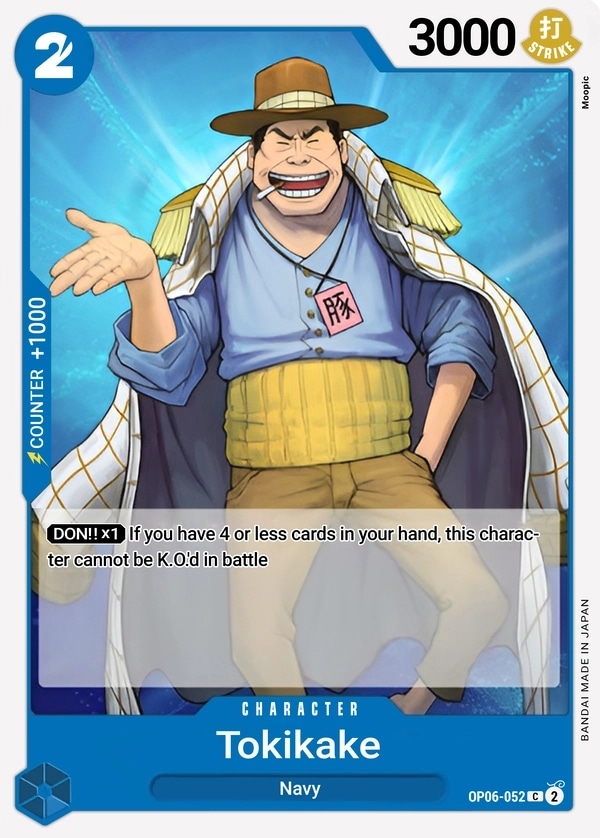 2
3000
打
STRIKE
Moopic
COUNTER +1000
豚
DON!! x1 If you have 4 or less cards in your hand, this charac-
ter cannot be K.O.'d in battle
BANDAI MADE IN JAPAN
CHARACTER
Tokikake
Navy
OP06-052 C 2